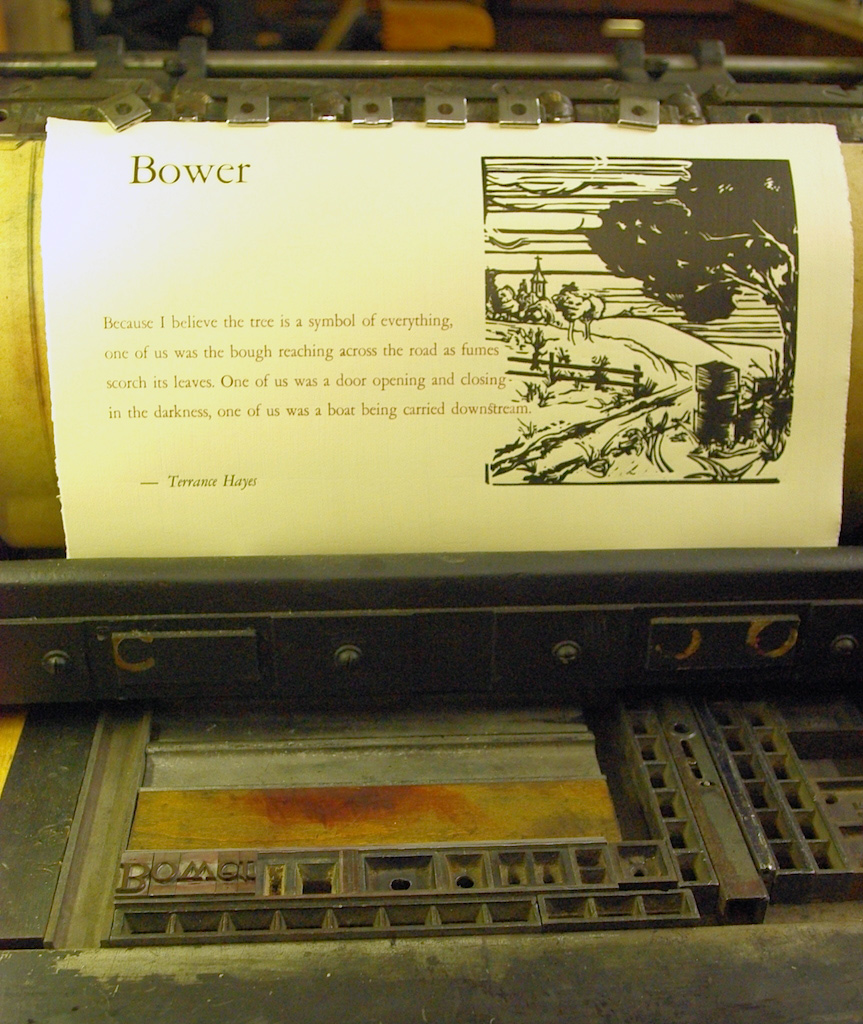 Bower
Because I believe the tree is a symbol of everything,
one of us was the bough reaching across the road as fumes
scorch its leaves. One of us was a door opening and closing
in the darkness, one of us was a boat being carried downstream.
— Terrance Hayes
Bower